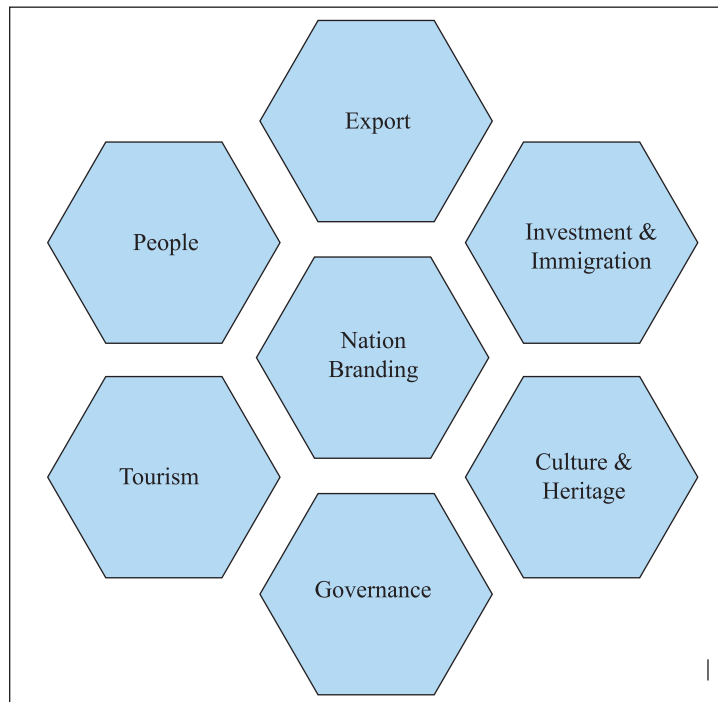 Export
People
Investment &
Immigration
Nation
Branding
Tourism
Culture &
Heritage
Governance